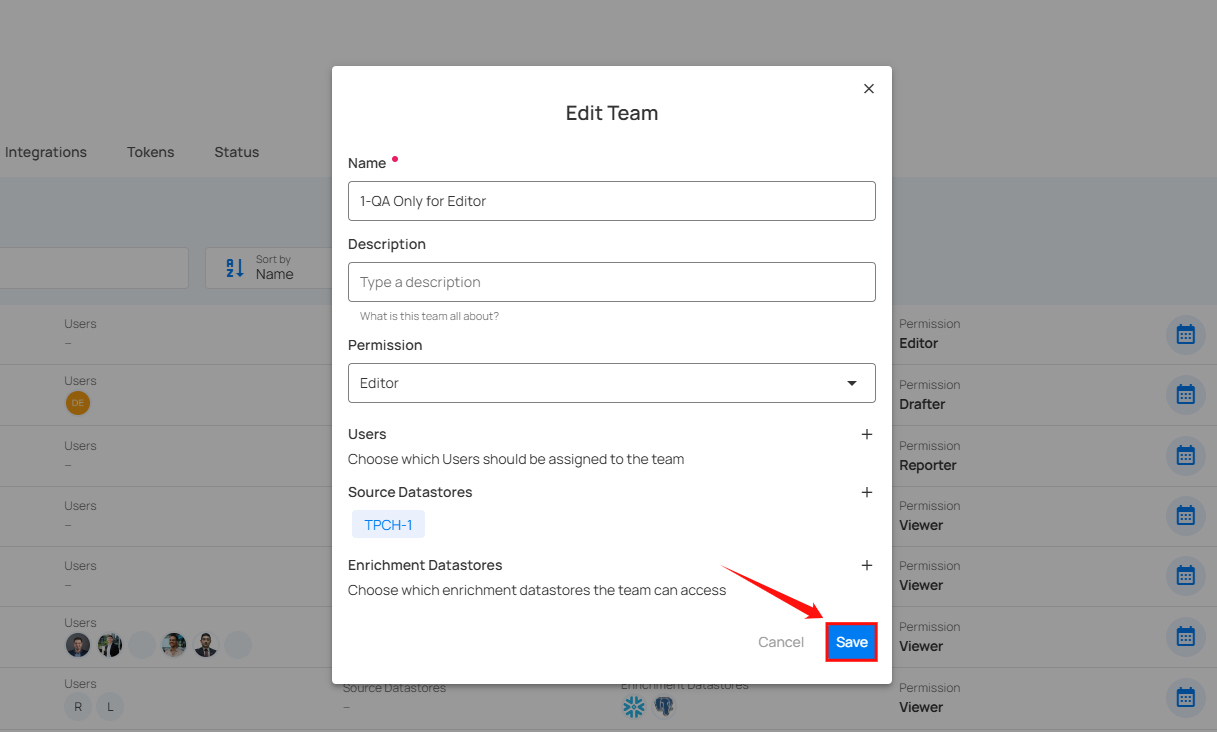 Edit Team
Integrations Tokens Status
Name
1-QA Only for Editor
Description
Sort by
Name
Type a description
What is this team all about?
Users
–
Permission
Editor
Permission
Editor
Users
DE
Permission
Drafter
Users
Choose which Users should be assigned to the team
Users
–
Permission
Reporter
Source Datastores
TPCH-1
Users
–
Permission
Viewer
Enrichment Datastores
Choose which enrichment datastores the team can access
Users
–
Permission
Viewer
Cancel Save
Users
Permission
Viewer
Users
R L
Source Datastores
–
Enrichment Datastores
Permission
Viewer